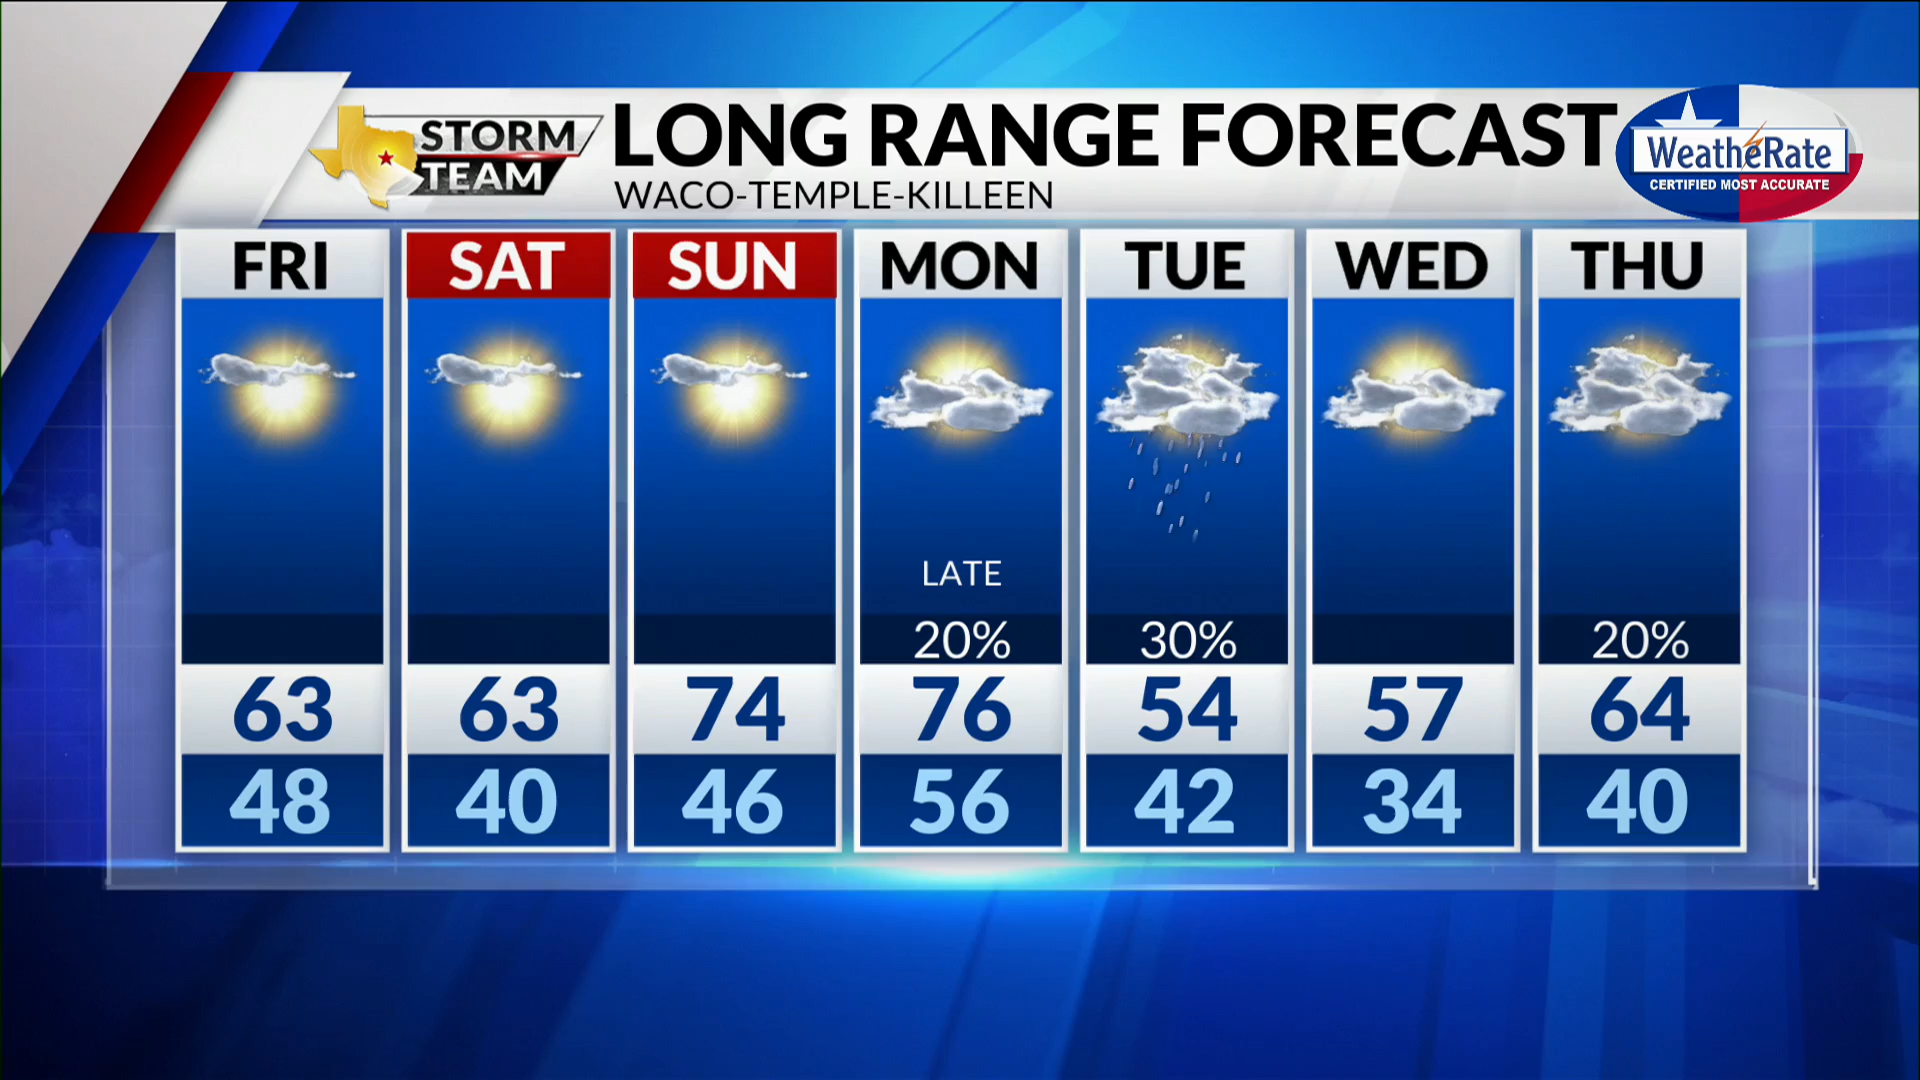 STORM
TEAM
LONG RANGE FORECAST
WACO-TEMPLE-KILLEEN
WeatheRate
CERTIFIED MOST ACCURATE
FRI SAT SUN MON TUE WED THU
LATE
20% 30% 20%
63 63 74 76 54 57 64
48 40 46 56 42 34 40